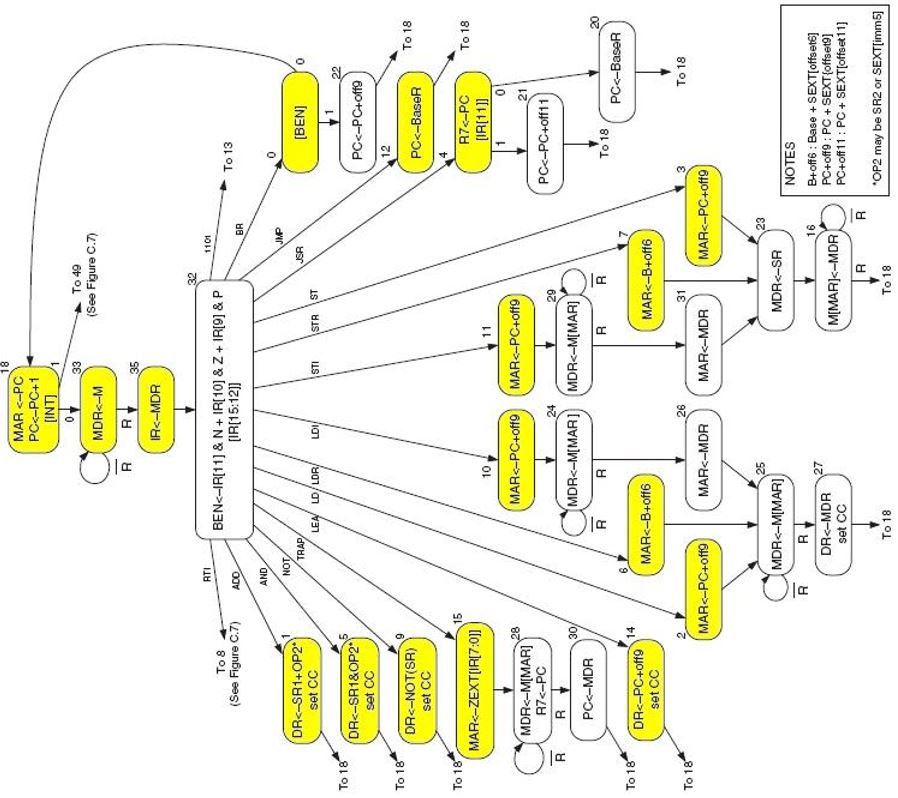 18
MAR <–PC
PC<–PC+1
[INT]
0
1
To 49
(See Figure C.7)
33
MDR<–M
R
R
35
IR<–MDR
32
BEN<–IR[11] & N + IR[10] & Z + IR[9] & P
[IR[15:12]]
RTI
To 8
(See Figure C.7)
ADD
AND
NOT
TRAP
LEA
LD
LDR
LDI
STI
STR
ST
JSR
JMP
BR
1101
To 13
1
DR<–SR1+OP2*
set CC
To 18
5
DR<–SR1&OP2*
set CC
To 18
9
DR<–NOT(SR)
set CC
To 18
15
MAR<–ZEXT[IR[7:0]]
28
MDR<–M[MAR]
R7<–PC
R
R
30
PC<–MDR
To 18
14
DR<–PC+off9
set CC
To 18
2
MAR<–PC+off9
6
MAR<–B+off6
10
MAR<–PC+off9
24
MDR<–M[MAR]
R
R
26
MAR<–MDR
25
MDR<–M[MAR]
R
R
27
DR<–MDR
set CC
To 18
11
MAR<–PC+off9
29
MDR<–M[MAR]
R
R
31
MAR<–MDR
7
MAR<–B+off6
3
MAR<–PC+off9
23
MDR<–SR
16
M[MAR]<–MDR
R
R
To 18
0
[BEN]
0
1
22
PC<–PC+off9
To 18
12
PC<–BaseR
To 18
4
R7<–PC
[IR[11]]
0
1
21
PC<–PC+off11
To 18
20
PC<–BaseR
To 18
NOTES
B+off6 : Base + SEXT[offset6]
PC+off9 : PC + SEXT[offset9]
PC+off11 : PC + SEXT[offset11]
*OP2 may be SR2 or SEXT[imm5]